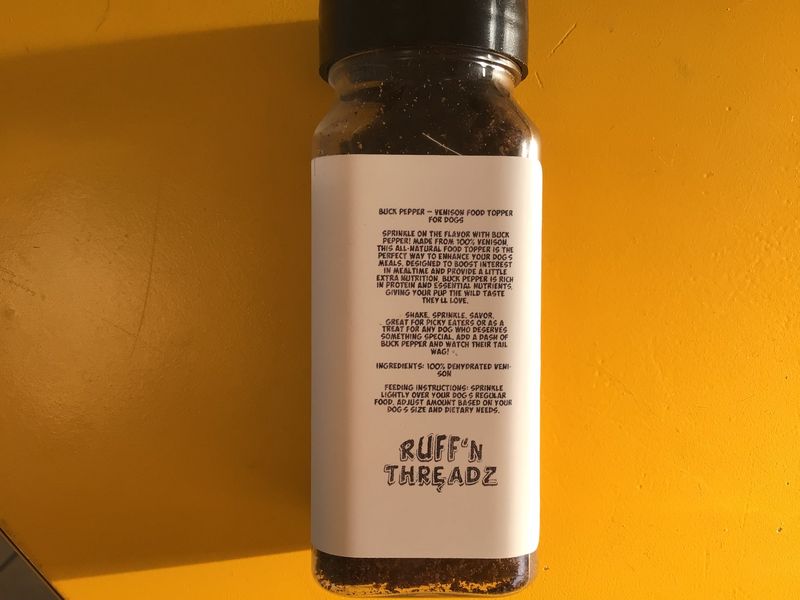 BUCK PEPPER – VENISON FOOD TOPPER
FOR DOGS
SPRINKLE ON THE FLAVOR WITH BUCK
PEPPER! MADE FROM 100% VENISON,
THIS ALL-NATURAL FOOD TOPPER IS THE
PERFECT WAY TO ENHANCE YOUR DOG'S
MEALS. DESIGNED TO BOOST INTEREST
IN MEALTIME AND PROVIDE A LITTLE
EXTRA NUTRITION, BUCK PEPPER IS RICH
IN PROTEIN AND ESSENTIAL NUTRIENTS,
GIVING YOUR PUP THE WILD TASTE
THEY'LL LOVE.
SHAKE, SPRINKLE, SAVOR.
GREAT FOR PICKY EATERS OR AS A
TREAT FOR ANY DOG WHO DESERVES
SOMETHING SPECIAL. ADD A DASH OF
BUCK PEPPER AND WATCH THEIR TAIL
WAG!
INGREDIENTS: 100% DEHYDRATED VENI-
SON
FEEDING INSTRUCTIONS: SPRINKLE
LIGHTLY OVER YOUR DOG'S REGULAR
FOOD. ADJUST AMOUNT BASED ON YOUR
DOG'S SIZE AND DIETARY NEEDS.
RUFF'N
THREADZ